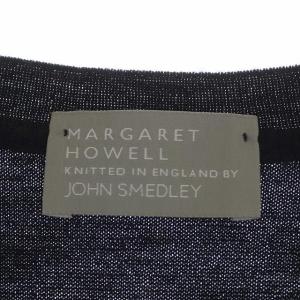 MARGARET
HOWELL
KNITTED IN ENGLAND BY
JOHN SMEDLEY